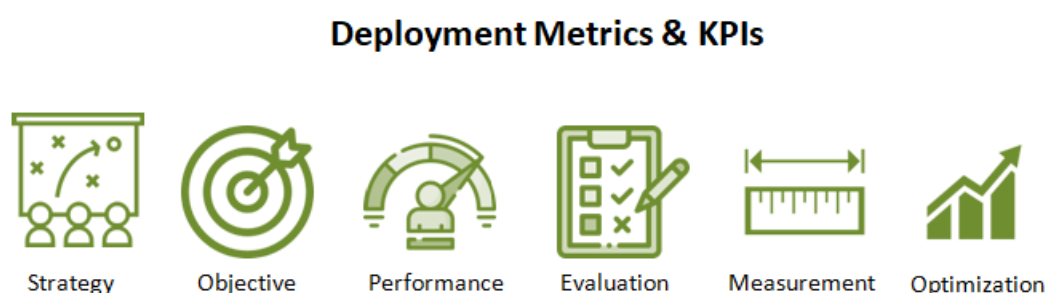 Deployment Metrics & KPIs
Strategy Objective Performance Evaluation Measurement Optimization